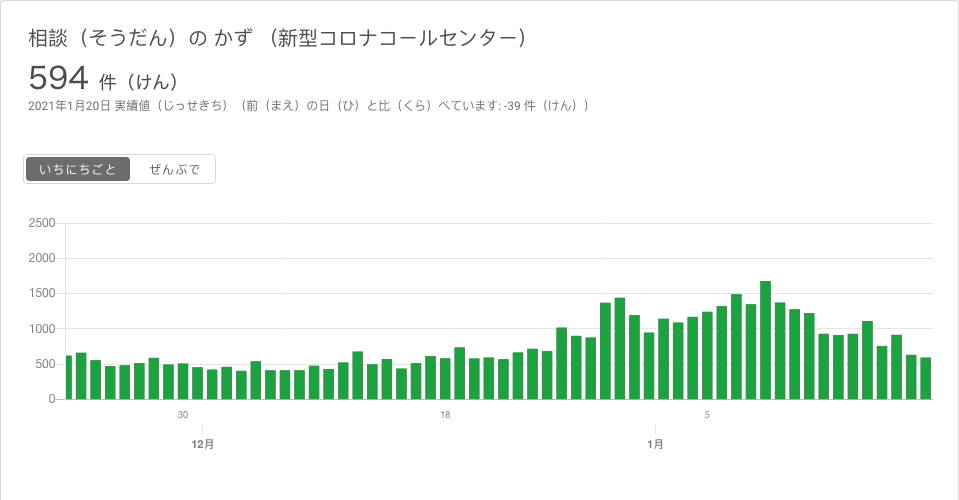 相談（そうだん）の かず （新型コロナコールセンター）
594 件（けん）
2021年1月20日 実績値（じっせきち）（前（まえ）の日（ひ）と比（くら）べています: -39 件（けん））
いちにちごと ぜんぶで
2500
2000
1500
1000
500
0
30 18 5
12月 1月